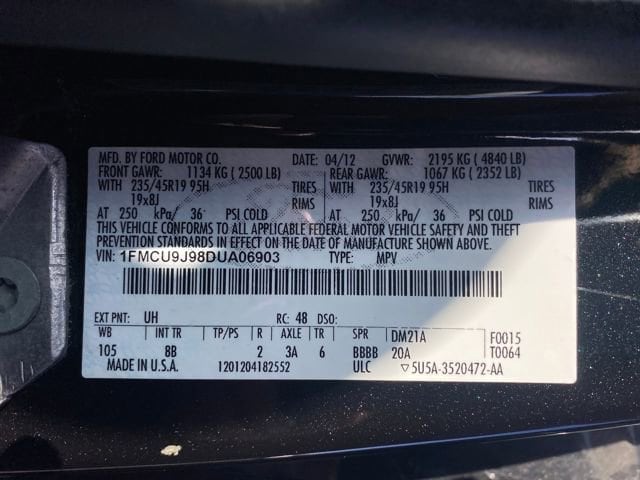 MFD. BY FORD MOTOR CO. DATE: 04/12 GVWR: 2195 KG ( 4840 LB)
FRONT GAWR: 1134 KG ( 2500 LB) REAR GAWR: 1067 KG ( 2352 LB)
WITH 235/45R19 95H TIRES WITH 235/45R19 95H TIRES
19x8J RIMS 19x8J RIMS
AT 250 kPa/ 36 PSI COLD AT 250 kPa/ 36 PSI COLD
THIS VEHICLE CONFORMS TO ALL APPLICABLE FEDERAL MOTOR VEHICLE SAFETY AND THEFT
PREVENTION STANDARDS IN EFFECT ON THE DATE OF MANUFACTURE SHOWN ABOVE.
VIN: 1FMCU9J98DUA06903 TYPE: MPV
EXT PNT: UH RC: 48 DSO:
WB INT TR TP/PS R AXLE TR SPR DM21A F0015
105 8B 2 3A 6 BBBB 20A T0064
MADE IN U.S.A. 1201204182552 ULC ▽5U5A-3520472-AA